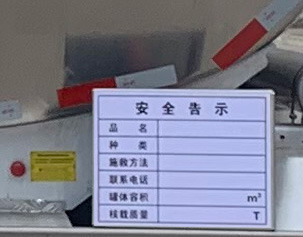 安全告示
品 名
种 类
施救方法
联系电话
罐体容积 m³
核载质量 T